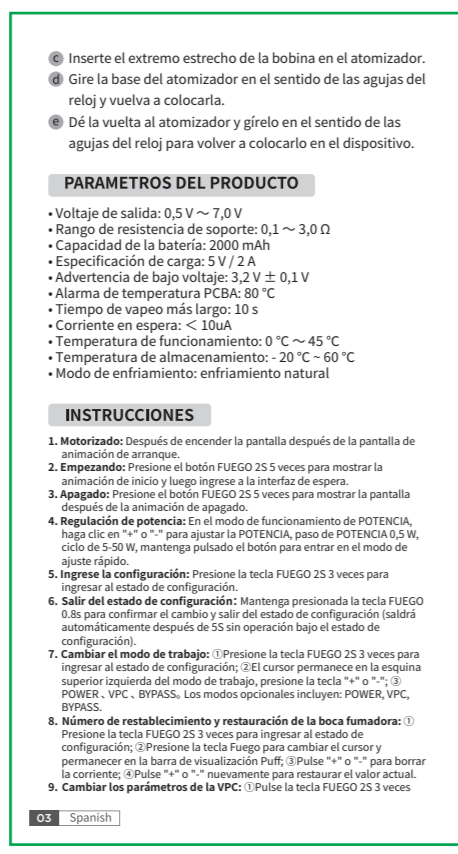 c Inserte el extremo estrecho de la bobina en el atomizador.
d Gire la base del atomizador en el sentido de las agujas del
reloj y vuelva a colocarla.
e Dé la vuelta al atomizador y gírelo en el sentido de las
agujas del reloj para volver a colocarlo en el dispositivo.
PARAMETROS DEL PRODUCTO
• Voltaje de salida: 0,5 V ~ 7,0 V
• Rango de resistencia de soporte: 0,1 ~ 3,0 Ω
• Capacidad de la batería: 2000 mAh
• Especificación de carga: 5 V / 2 A
• Advertencia de bajo voltaje: 3,2 V ± 0,1 V
• Alarma de temperatura PCBA: 80 °C
• Tiempo de vapeo más largo: 10 s
• Corriente en espera: < 10uA
• Temperatura de funcionamiento: 0 °C ~ 45 °C
• Temperatura de almacenamiento: - 20 °C ~ 60 °C
• Modo de enfriamiento: enfriamiento natural
INSTRUCCIONES
1. Motorizado: Después de encender la pantalla después de la pantalla de
animación de arranque.
2. Empezando: Presione el botón FUEGO 2S 5 veces para mostrar la
animación de inicio y luego ingrese a la interfaz de espera.
3. Apagado: Presione el botón FUEGO 2S 5 veces para mostrar la pantalla
después de la animación de apagado.
4. Regulación de potencia: En el modo de funcionamiento de POTENCIA,
haga clic en "+" o "-" para ajustar la POTENCIA, paso de POTENCIA 0,5 W,
ciclo de 5-50 W, mantenga pulsado el botón para entrar en el modo de
ajuste rápido.
5. Ingrese la configuración: Presione la tecla FUEGO 2S 3 veces para
ingresar al estado de configuración.
6. Salir del estado de configuración: Mantenga presionada la tecla FUEGO
0.8s para confirmar el cambio y salir del estado de configuración (saldrá
automáticamente después de 5S sin operación bajo el estado de
configuración).
7. Cambiar el modo de trabajo: ①Presione la tecla FUEGO 2S 3 veces para
ingresar al estado de configuración; ②El cursor permanece en la esquina
superior izquierda del modo de trabajo, presione la tecla "+" o "-"; ③
POWER 、VPC 、BYPASS。Los modos opcionales incluyen: POWER, VPC,
BYPASS.
8. Número de restablecimiento y restauración de la boca fumadora: ①
Presione la tecla FUEGO 2S 3 veces para ingresar al estado de
configuración; ②Presione la tecla Fuego para cambiar el cursor y
permanecer en la barra de visualización Puff; ③Pulse "+" o "-" para borrar
la corriente; ④Pulse "+" o "-" nuevamente para restaurar el valor actual.
9. Cambiar los parámetros de la VPC: ①Pulse la tecla FUEGO 2S 3 veces
03 Spanish